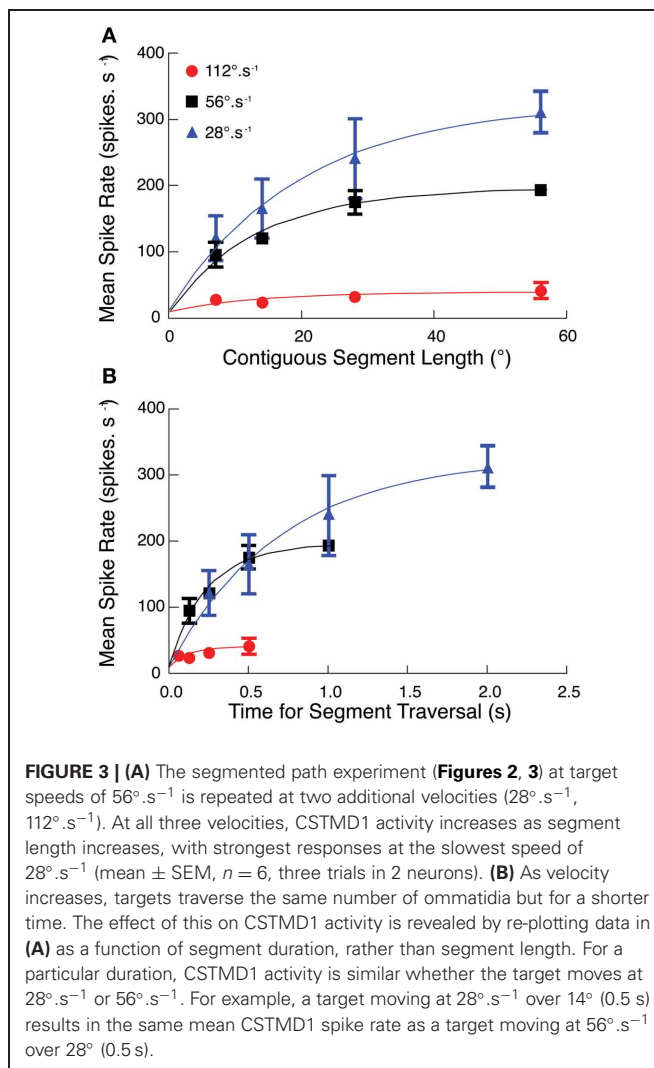 A
112°.s⁻¹
56°.s⁻¹
28°.s⁻¹
400
300
200
100
0
Mean Spike Rate (spikes. s⁻¹)
0 20 40 60
Contiguous Segment Length (°)
B
400
300
200
100
0
Mean Spike Rate (spikes. s⁻¹)
0.0 0.5 1.0 1.5 2.0 2.5
Time for Segment Traversal (s)
FIGURE 3 | (A) The segmented path experiment (Figures 2, 3) at target
speeds of 56°.s⁻¹ is repeated at two additional velocities (28°.s⁻¹,
112°.s⁻¹). At all three velocities, CSTMD1 activity increases as segment
length increases, with strongest responses at the slowest speed of
28°.s⁻¹ (mean ± SEM, n = 6, three trials in 2 neurons). (B) As velocity
increases, targets traverse the same number of ommatidia but for a shorter
time. The effect of this on CSTMD1 activity is revealed by re-plotting data in
(A) as a function of segment duration, rather than segment length. For a
particular duration, CSTMD1 activity is similar whether the target moves at
28°.s⁻¹ or 56°.s⁻¹. For example, a target moving at 28°.s⁻¹ over 14° (0.5 s)
results in the same mean CSTMD1 spike rate as a target moving at 56°.s⁻¹
over 28° (0.5 s).